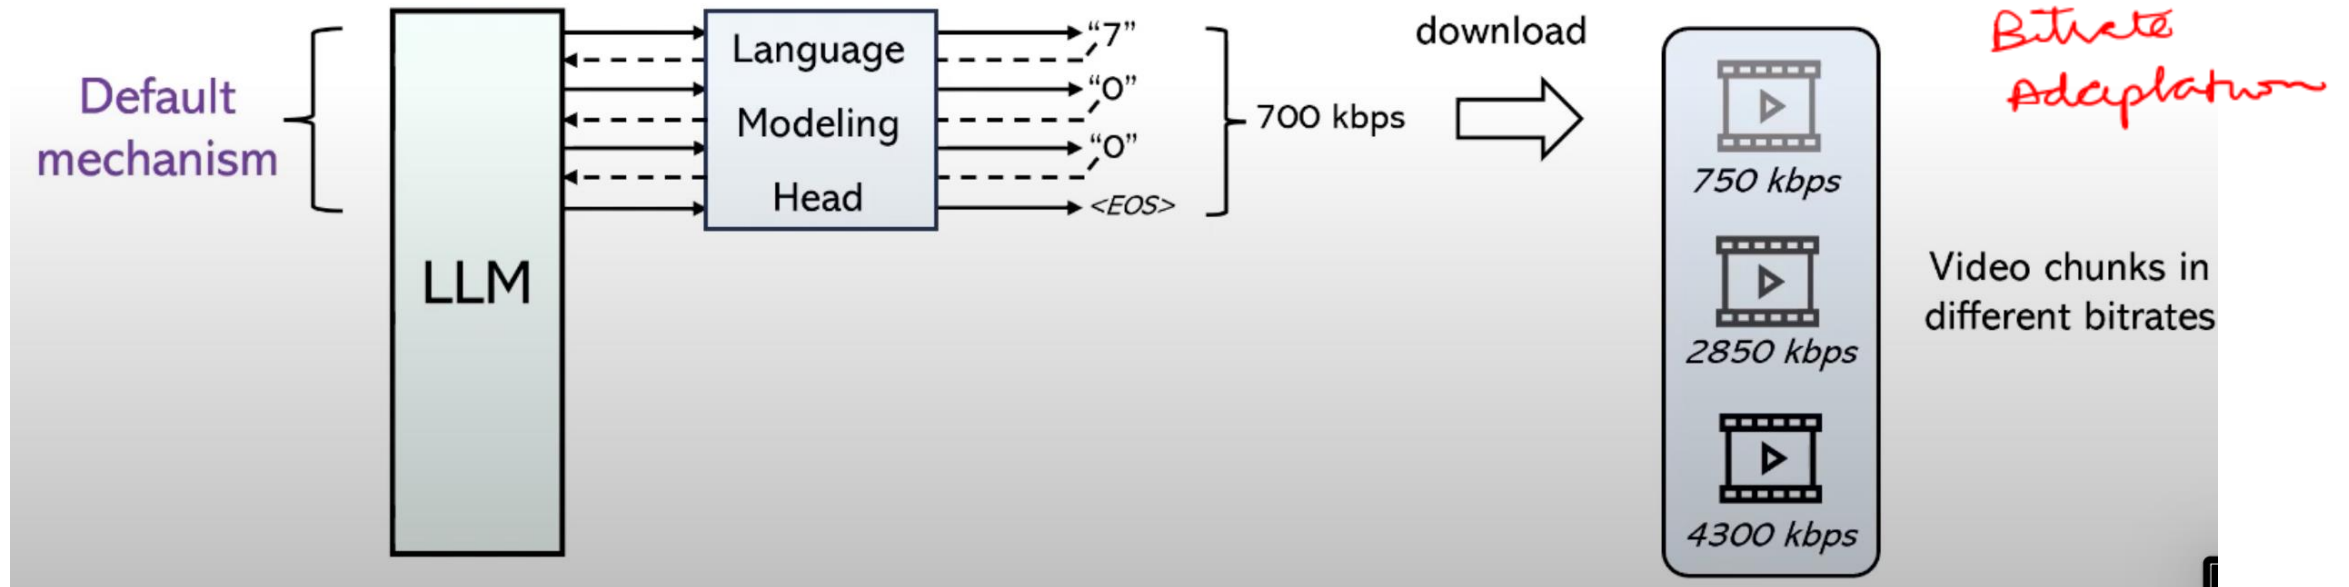 Default
mechanism
LLM
Language
Modeling
Head
“7”
“0”
“0”
<EOS>
700 kbps
download
750 kbps
2850 kbps
4300 kbps
Bitrate
Adaptation
Video chunks in
different bitrates